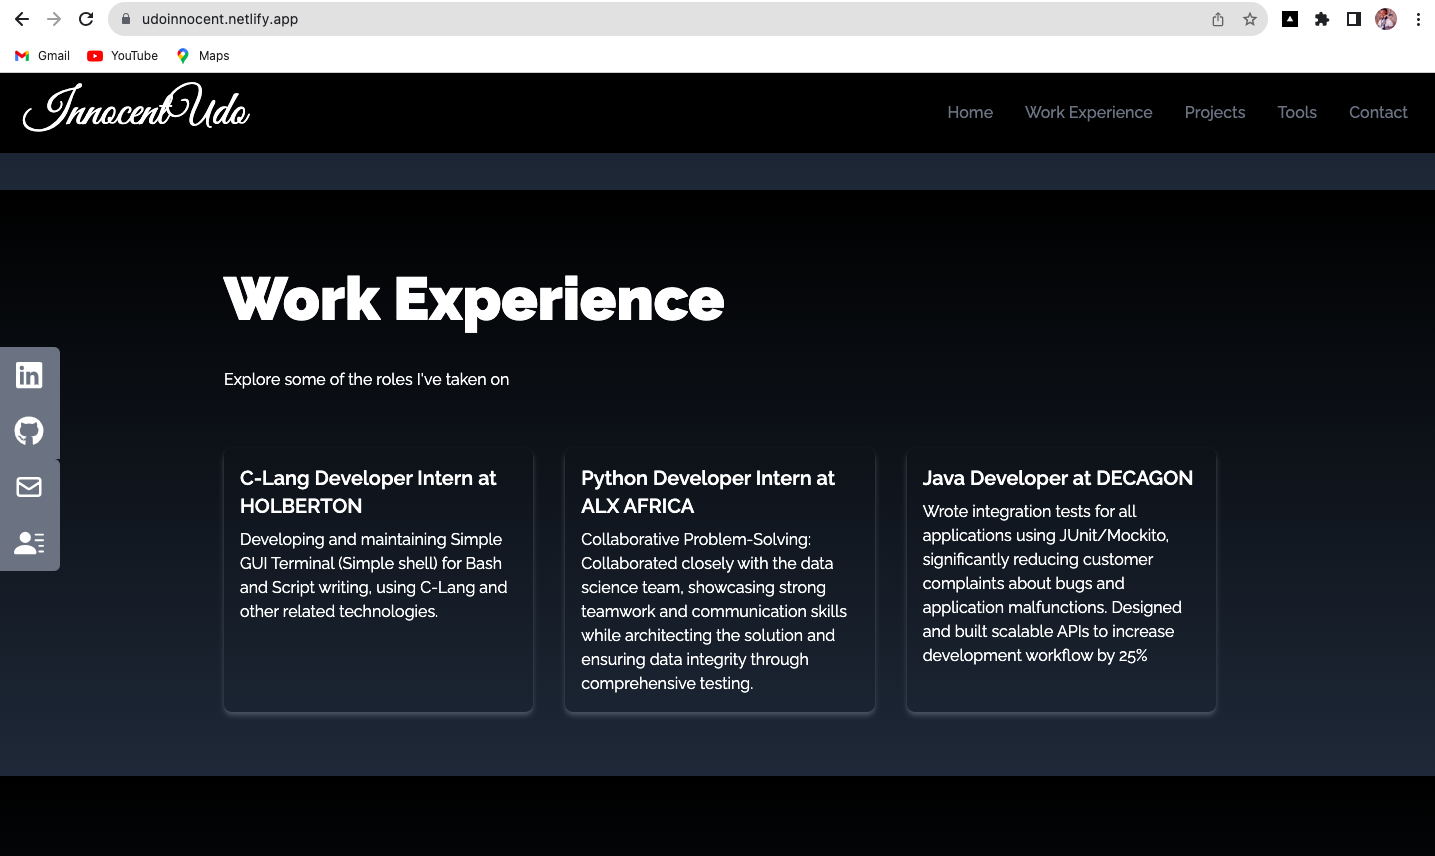 udoinnocent.netlify.app
Gmail YouTube Maps
Innocent Udo
Home Work Experience Projects Tools Contact
Work Experience
Explore some of the roles I've taken on
C-Lang Developer Intern at
HOLBERTON
Developing and maintaining Simple
GUI Terminal (Simple shell) for Bash
and Script writing, using C-Lang and
other related technologies.
Python Developer Intern at
ALX AFRICA
Collaborative Problem-Solving:
Collaborated closely with the data
science team, showcasing strong
teamwork and communication skills
while architecting the solution and
ensuring data integrity through
comprehensive testing.
Java Developer at DECAGON
Wrote integration tests for all
applications using JUnit/Mockito,
significantly reducing customer
complaints about bugs and
application malfunctions. Designed
and built scalable APIs to increase
development workflow by 25%
in